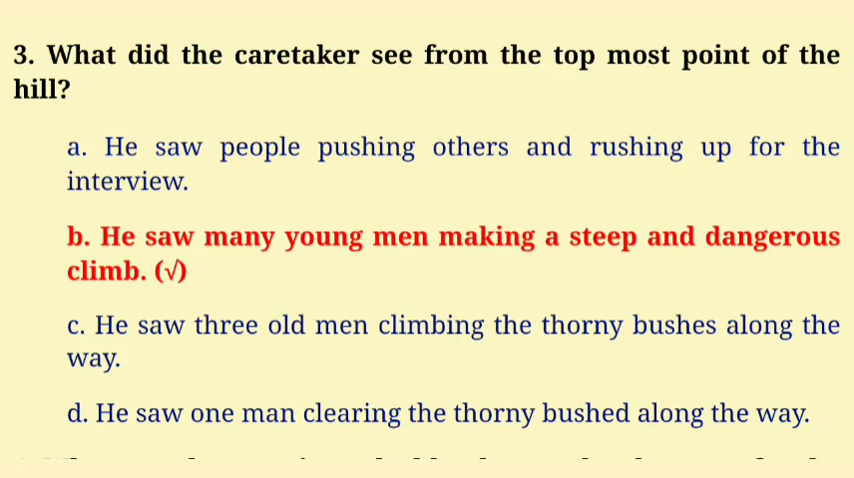 3. What did the caretaker see from the top most point of the
hill?
a. He saw people pushing others and rushing up for the
interview.
b. He saw many young men making a steep and dangerous
climb. (√)
c. He saw three old men climbing the thorny bushes along the
way.
d. He saw one man clearing the thorny bushed along the way.